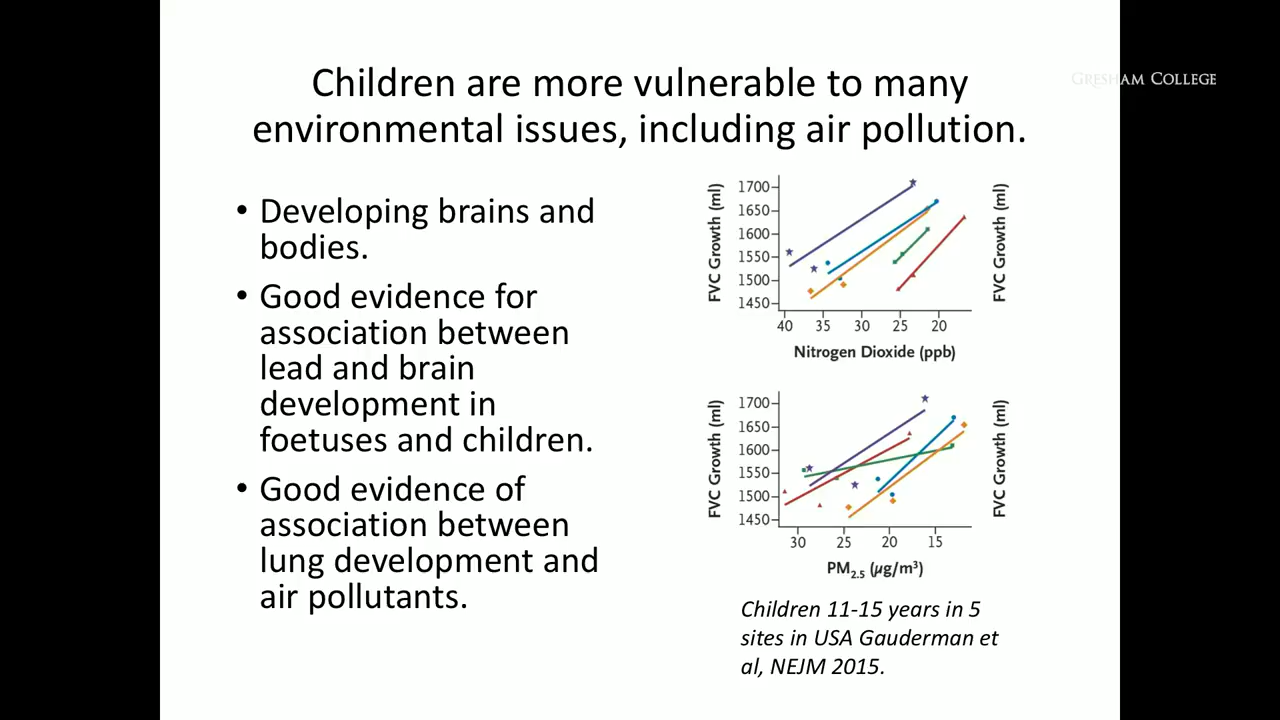 Children are more vulnerable to many
environmental issues, including air pollution.
GRESHAM COLLEGE
• Developing brains and
bodies.
• Good evidence for
association between
lead and brain
development in
foetuses and children.
• Good evidence of
association between
lung development and
air pollutants.
FVC Growth (ml)
1700
1650
1600
1550
1500
1450
40 35 30 25 20
Nitrogen Dioxide (ppb)
FVC Growth (ml)
FVC Growth (ml)
1700
1650
1600
1550
1500
1450
30 25 20 15
PM2.5 (μg/m³)
FVC Growth (ml)
Children 11-15 years in 5
sites in USA Gauderman et
al, NEJM 2015.